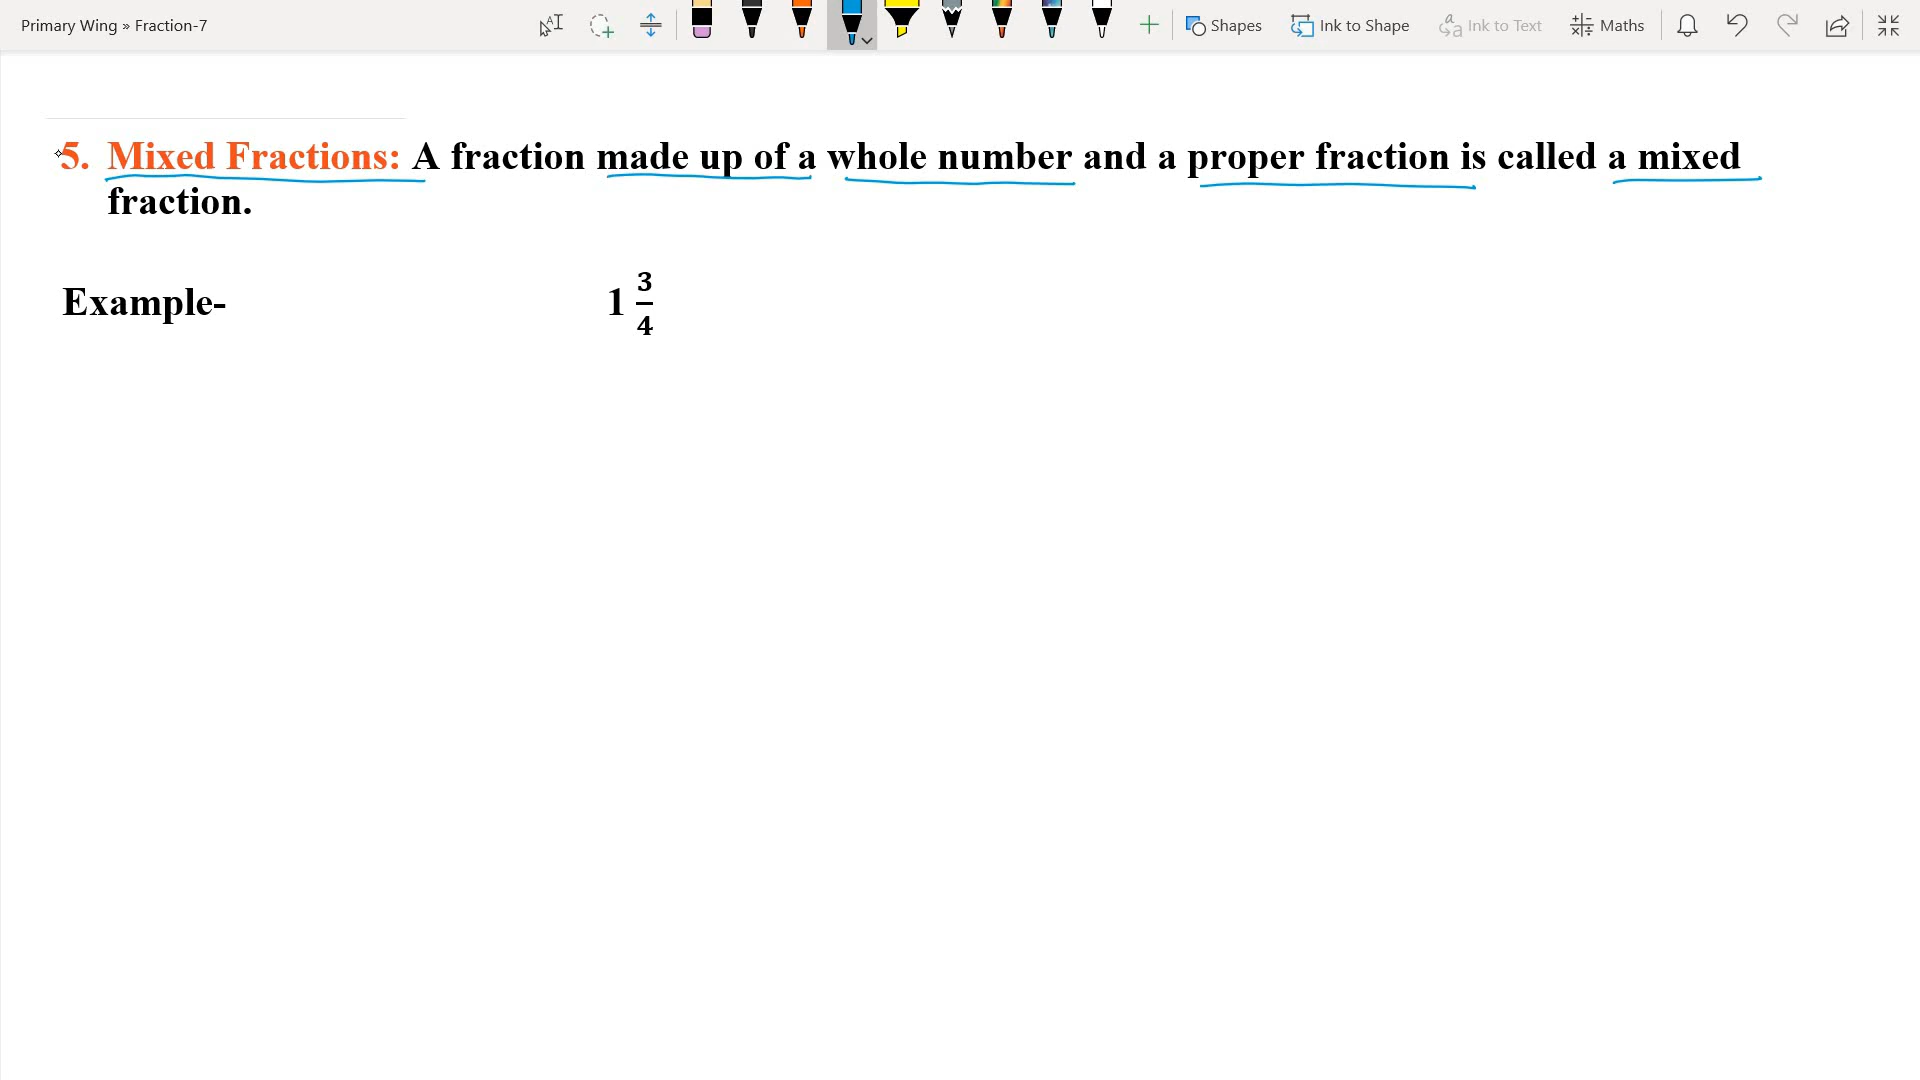 Primary Wing » Fraction-7
Shapes
Ink to Shape
Ink to Text
Maths
5. Mixed Fractions: A fraction made up of a whole number and a proper fraction is called a mixed
fraction.
Example- 1 3/4